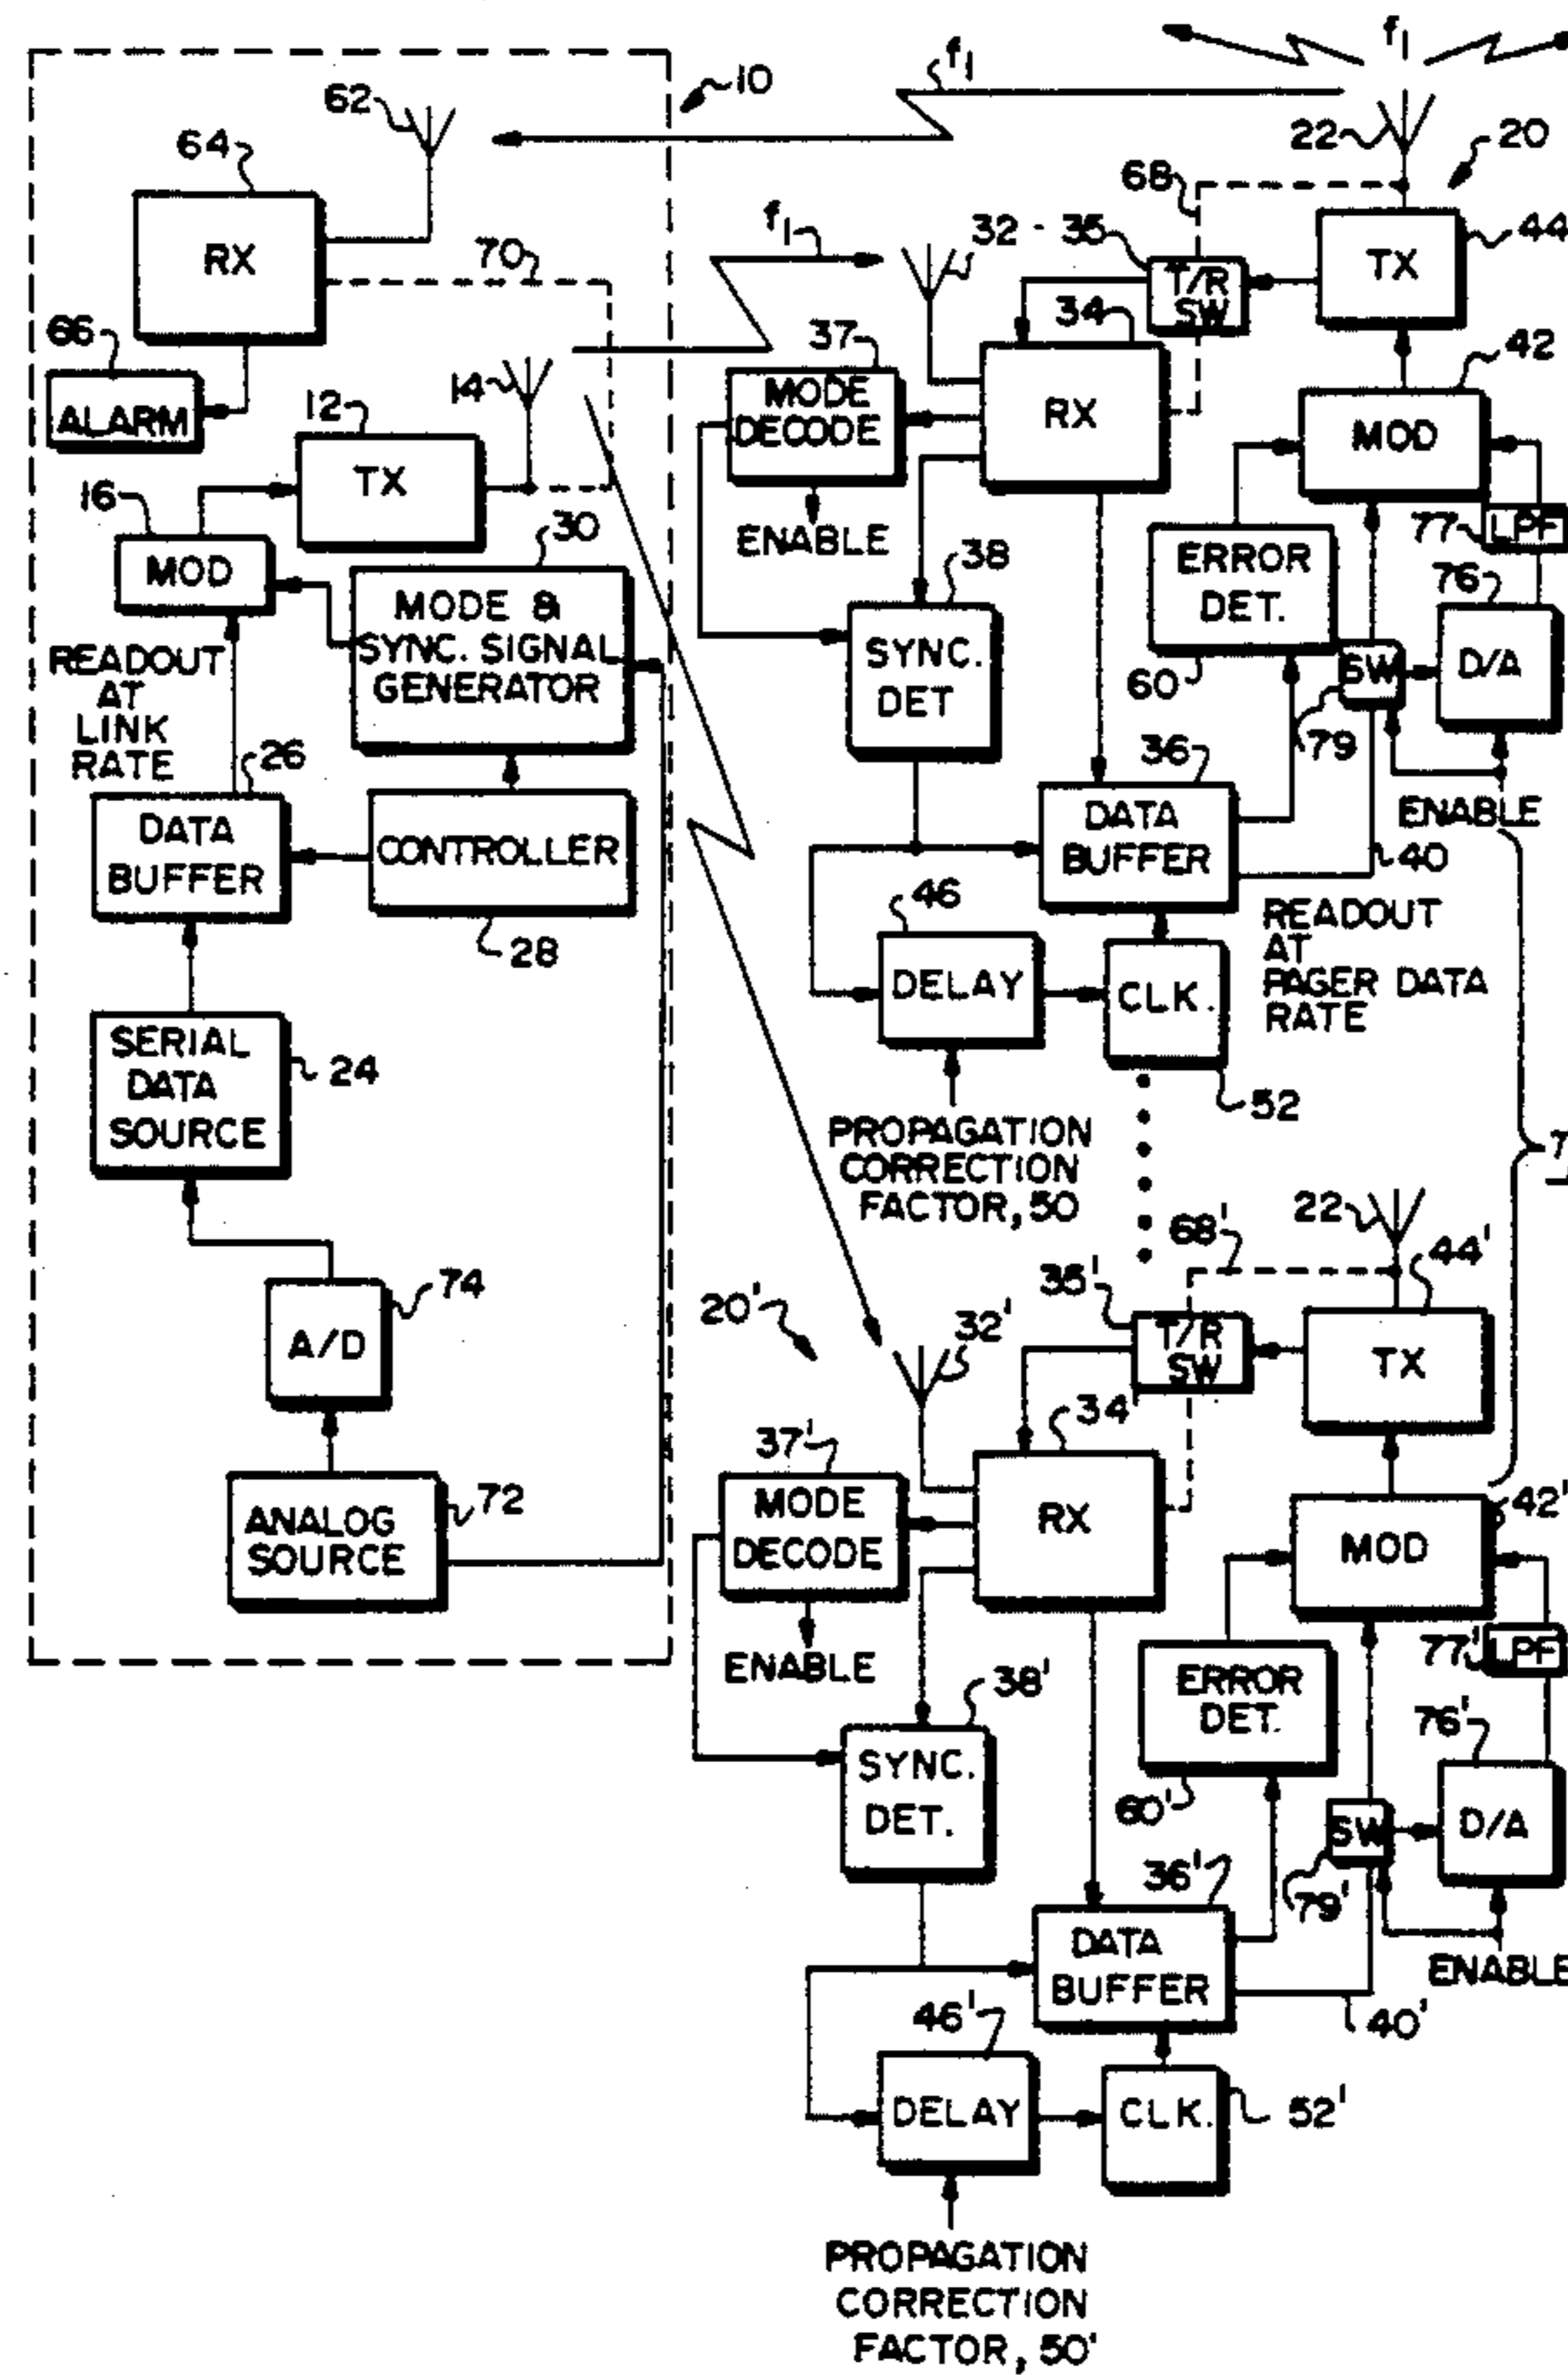 f1
f1
10
62
22
20
64
68
RX
70
f1
32
35
T/R
SW
TX
44
34
66
37
42
ALARM
12
14
MODE
DECODE
RX
MOD
TX
16
ENABLE
77
LPF
30
MOD
38
ERROR
DET.
76
MODE &
SYNC. SIGNAL
GENERATOR
READOUT
AT
LINK
RATE
SYNC.
DET
60
SW
D/A
26
79
36
DATA
BUFFER
CONTROLLER
DATA
BUFFER
ENABLE
40
46
28
READOUT
AT
PAGER DATA
RATE
DELAY
CLK.
SERIAL
DATA
SOURCE
24
52
PROPAGATION
CORRECTION
FACTOR, 50
22
68'
44'
35'
74
20'
32'
T/R
SW
TX
A/D
34'
37'
72
MODE
DECODE
RX
42'
ANALOG
SOURCE
MOD
ENABLE
77'
LPF
38'
ERROR
DET.
76'
SYNC.
DET.
60'
SW
D/A
36'
79'
DATA
BUFFER
ENABLE
46'
40'
DELAY
CLK.
52'
PROPAGATION
CORRECTION
FACTOR, 50'